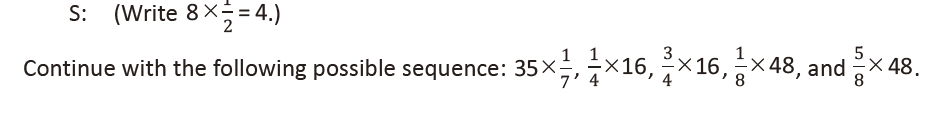 S: (Write 8 × 1/2 = 4.)
Continue with the following possible sequence: 35 × 1/7, 1/4 × 16, 3/4 × 16, 1/8 × 48, and 5/8 × 48.